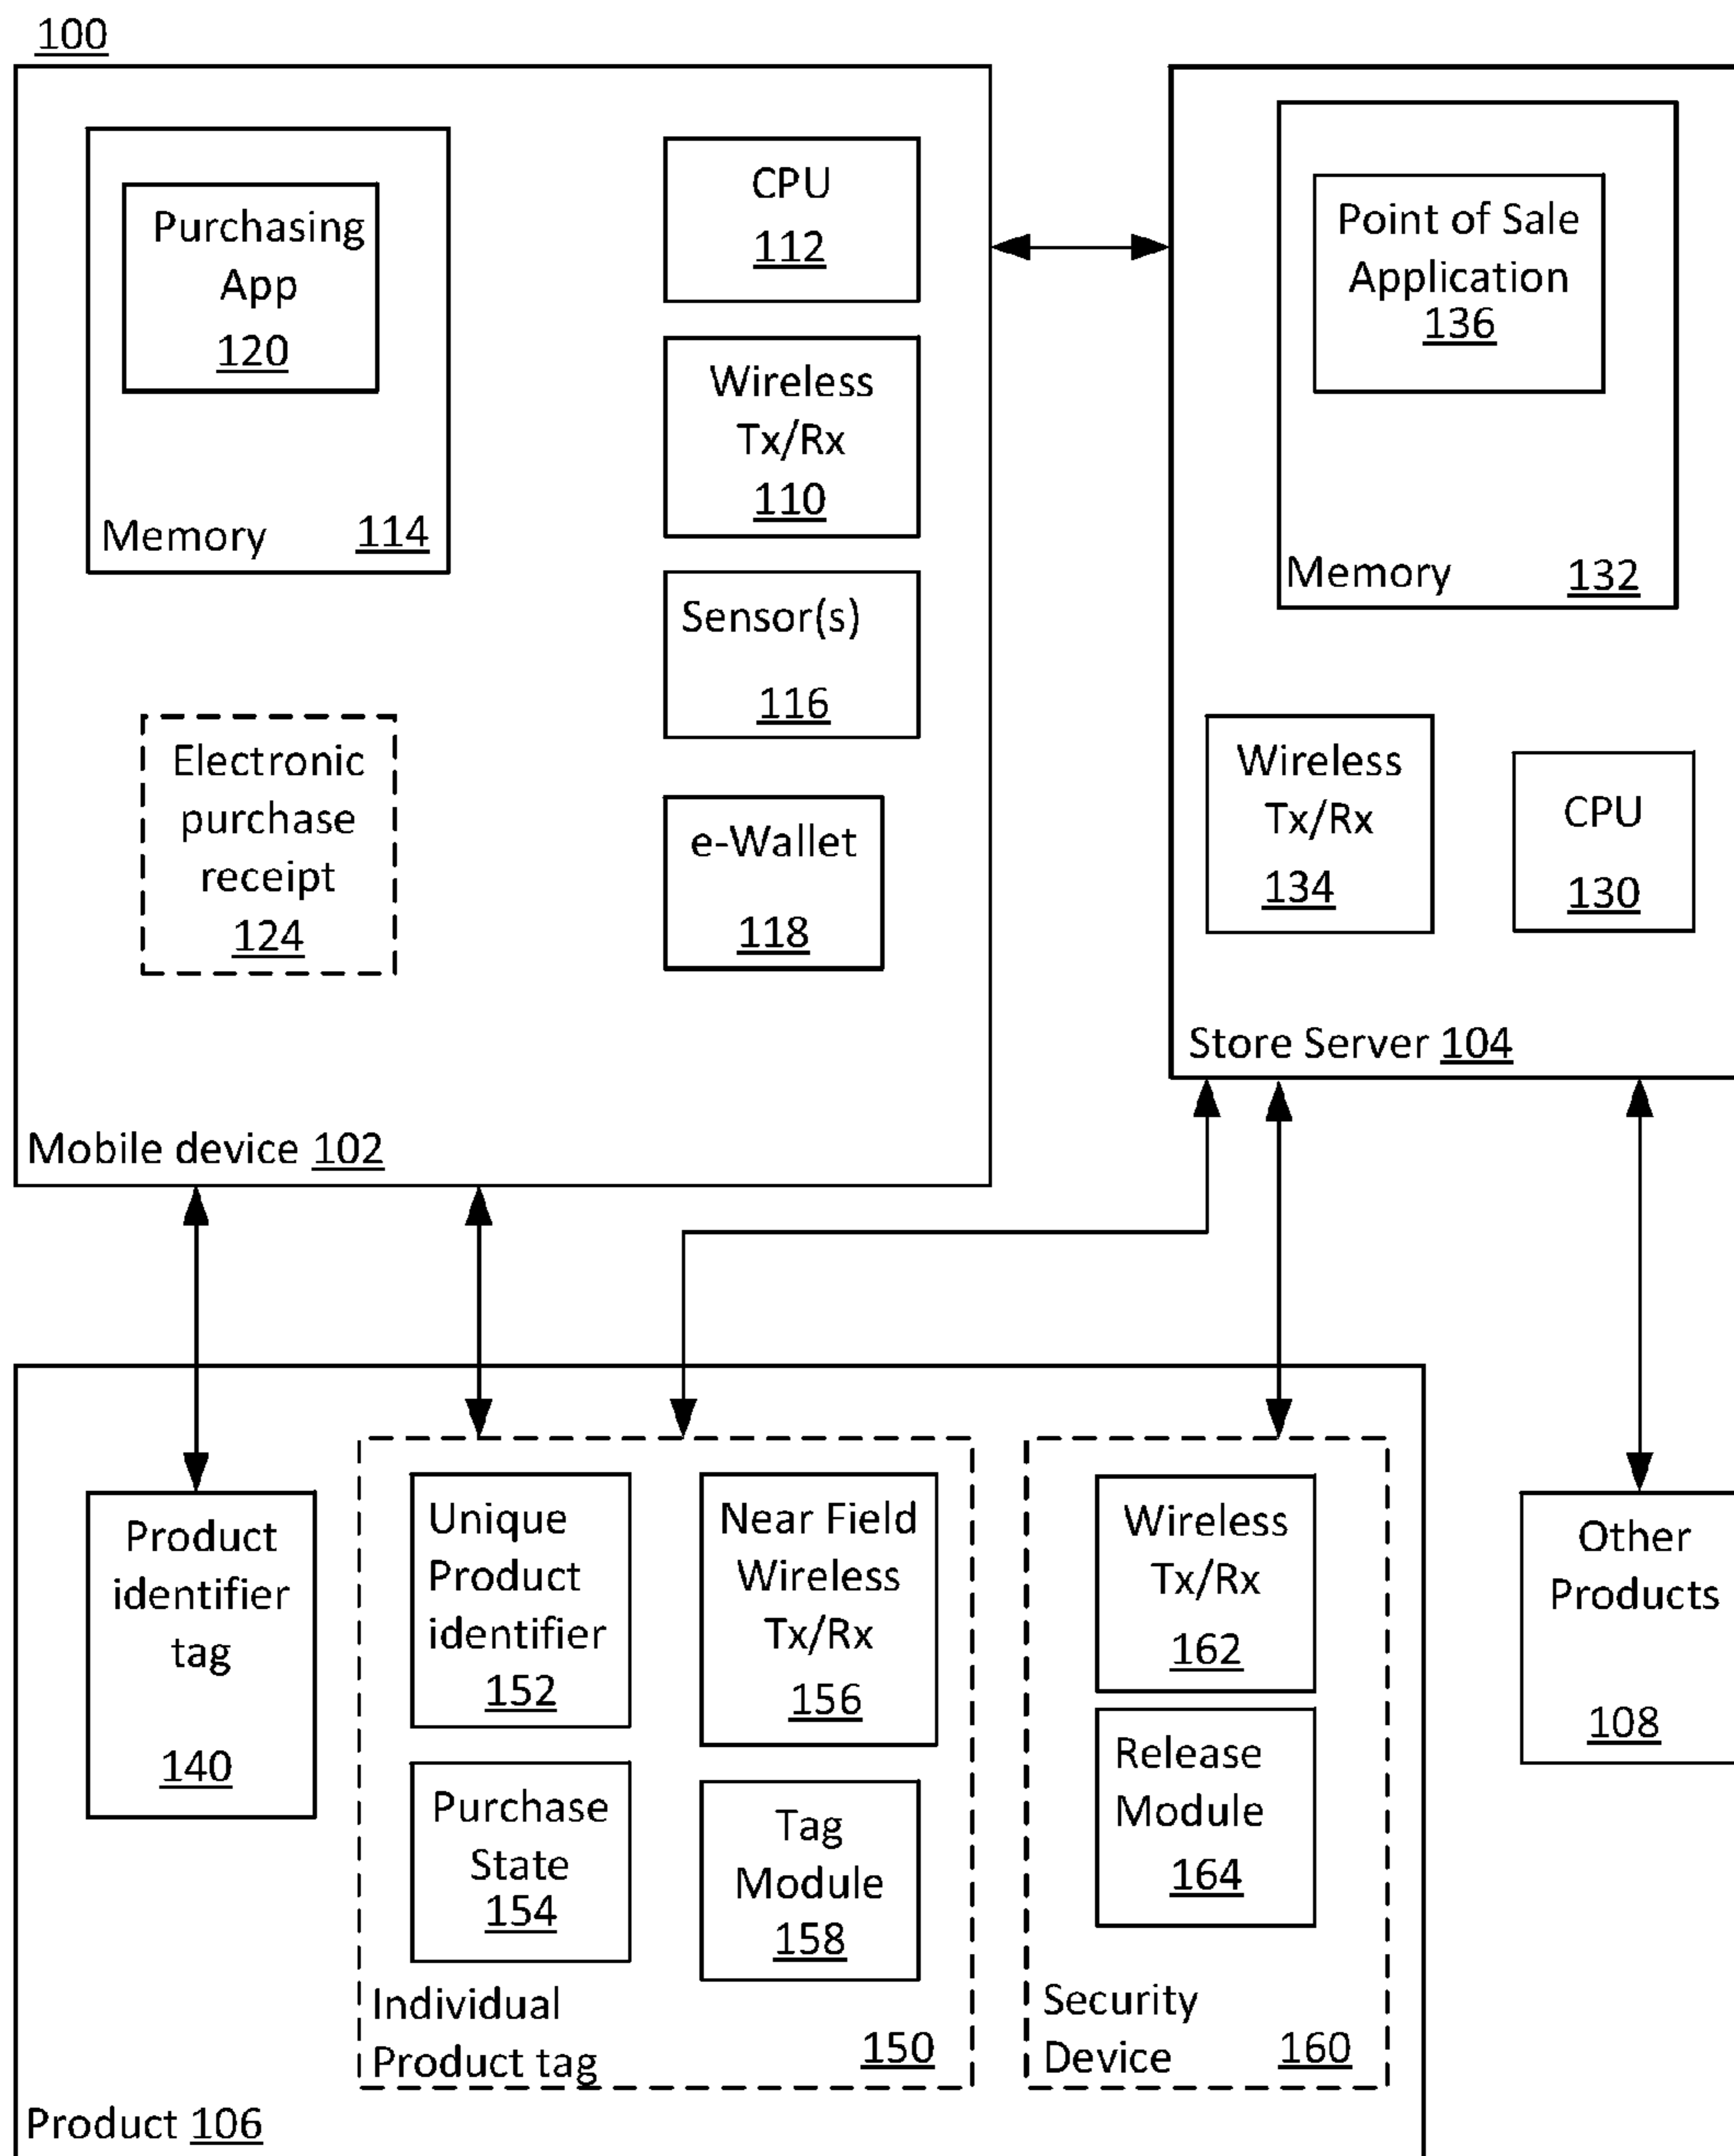 100
Purchasing
App
120
Memory 114
CPU
112
Wireless
Tx/Rx
110
Sensor(s)
116
e-Wallet
118
Electronic
purchase
receipt
124
Mobile device 102
Point of Sale
Application
136
Memory 132
Wireless
Tx/Rx
134
CPU
130
Store Server 104
Product
identifier
tag
140
Unique
Product
identifier
152
Near Field
Wireless
Tx/Rx
156
Purchase
State
154
Tag
Module
158
Individual
Product tag 150
Wireless
Tx/Rx
162
Release
Module
164
Security
Device 160
Product 106
Other
Products
108